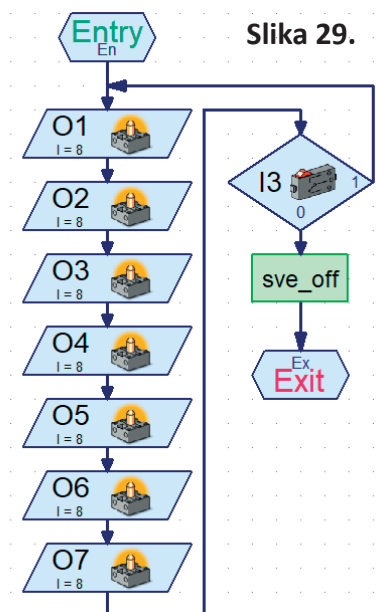 Entry
En
Slika 29.
O1
I = 8
O2
I = 8
O3
I = 8
O4
I = 8
O5
I = 8
O6
I = 8
O7
I = 8
I3
1
0
sve_off
Ex
Exit